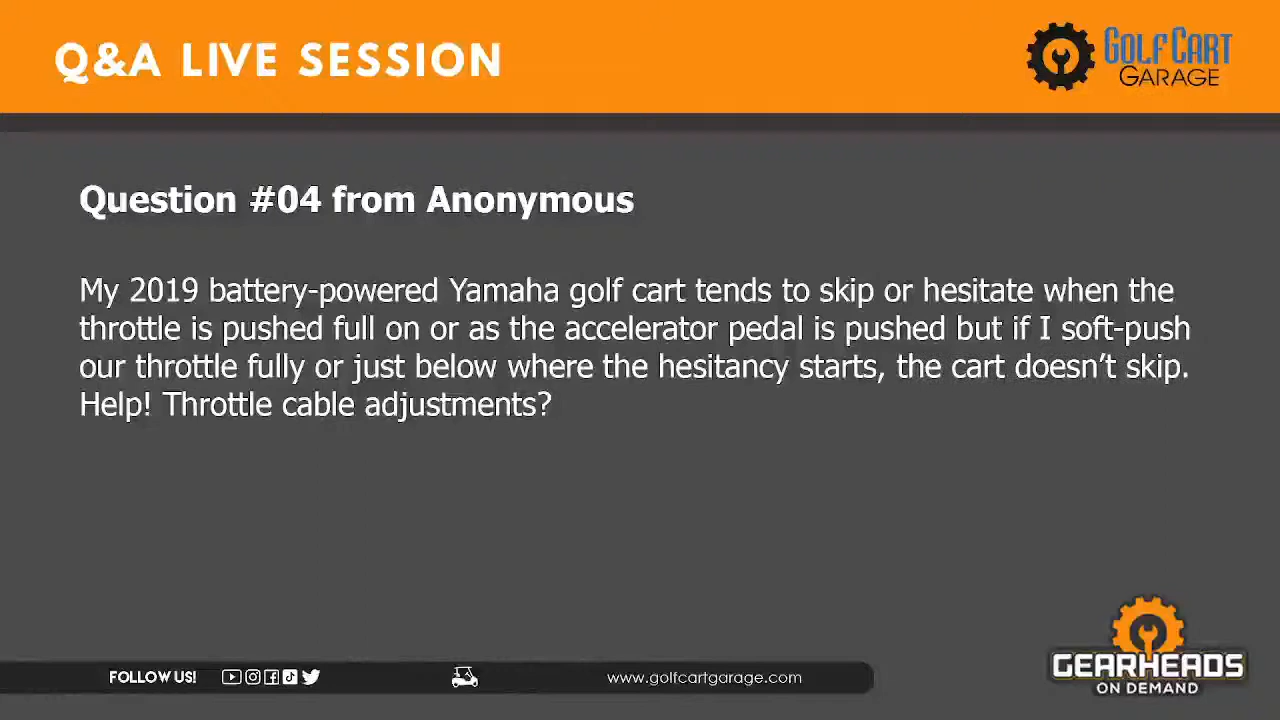 Q&A LIVE SESSION
GOLF CART
GARAGE
Question #04 from Anonymous
My 2019 battery-powered Yamaha golf cart tends to skip or hesitate when the
throttle is pushed full on or as the accelerator pedal is pushed but if I soft-push
our throttle fully or just below where the hesitancy starts, the cart doesn’t skip.
Help! Throttle cable adjustments?
GEARHEADS
ON DEMAND
FOLLOW US!
www.golfcartgarage.com